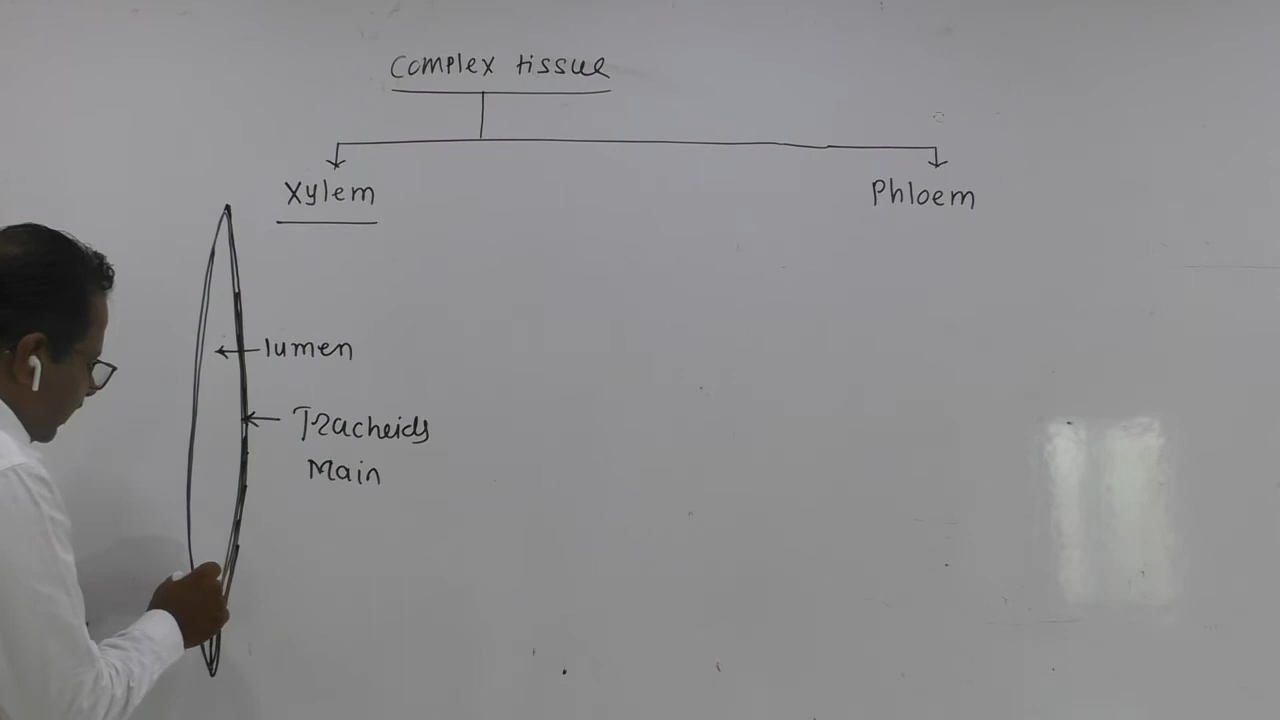 Complex tissue
Xylem
Phloem
lumen
Tracheids
Main